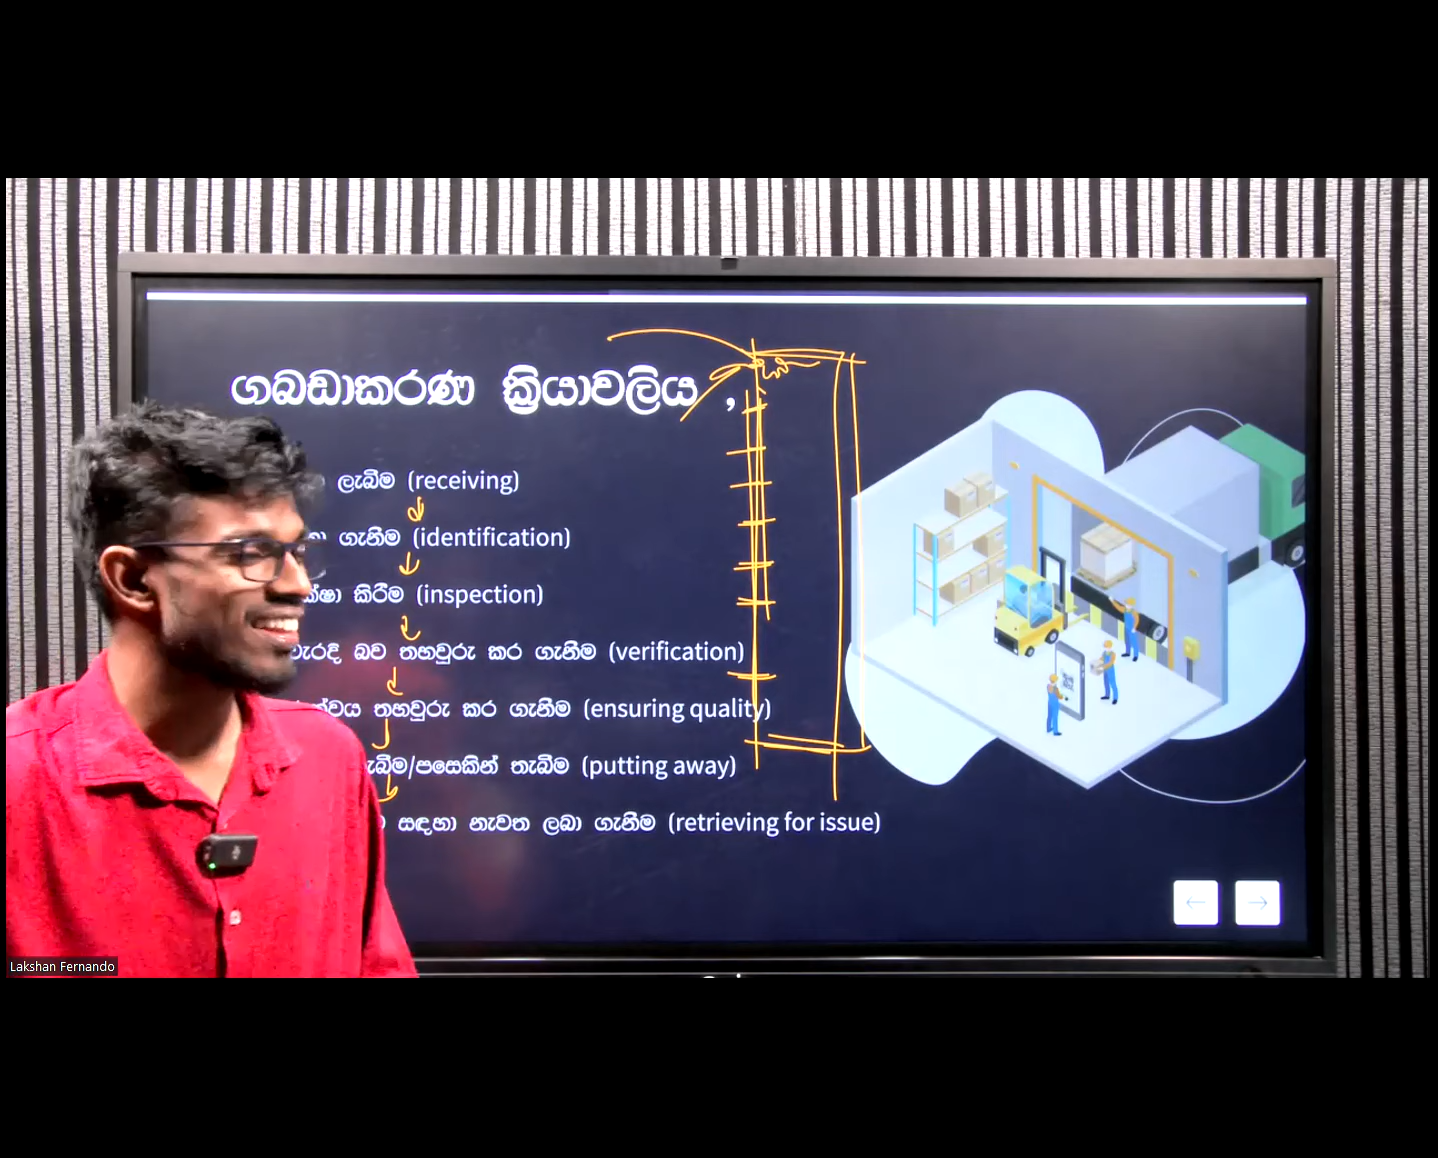 ගබඩාකරණ ක්‍රියාවලිය ,
ලැබීම (receiving)
ගැනීම (identification)
කිරීම (inspection)
බව තහවුරු කර ගැනීම (verification)
තහවුරු කර ගැනීම (ensuring quality)
තැබීම/පසෙකින් තැබීම (putting away)
සඳහා නැවත ලබා ගැනීම (retrieving for issue)
Lakshan Fernando